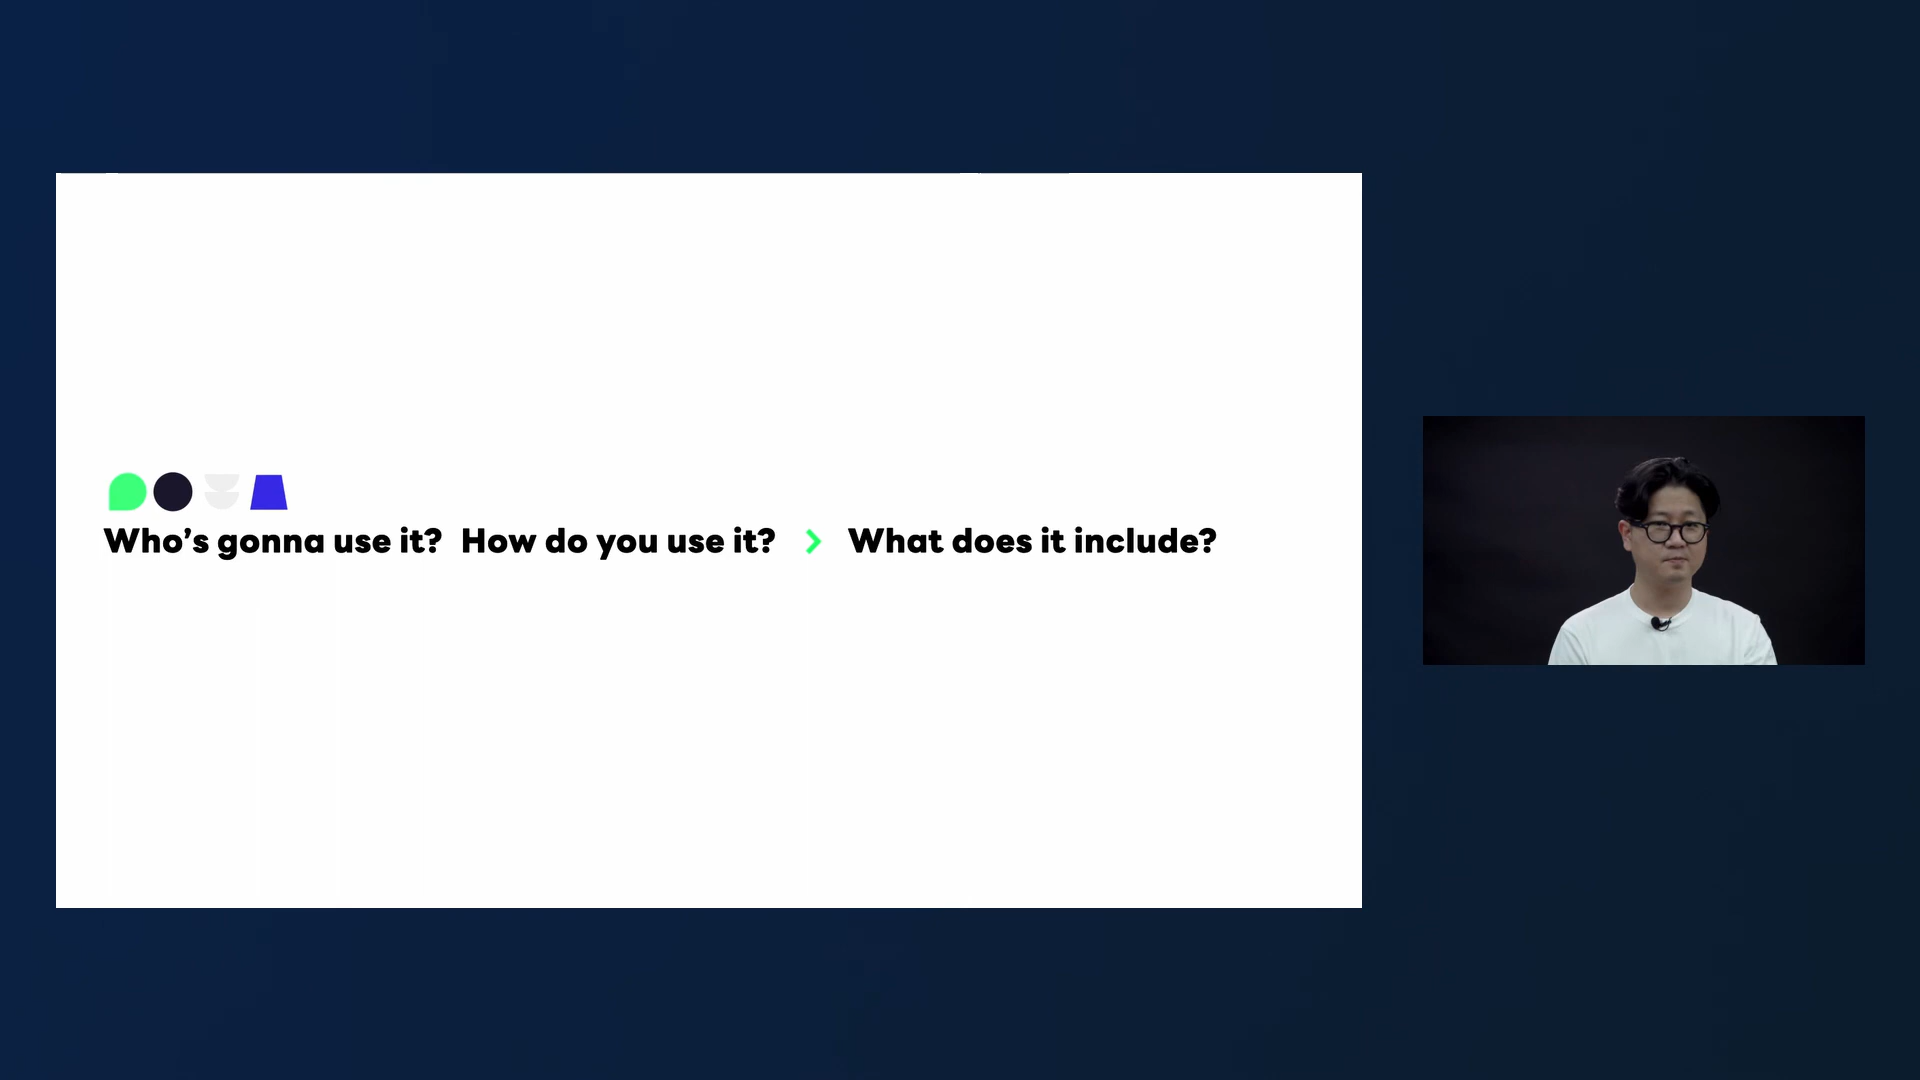 Who’s gonna use it? How do you use it? > What does it include?